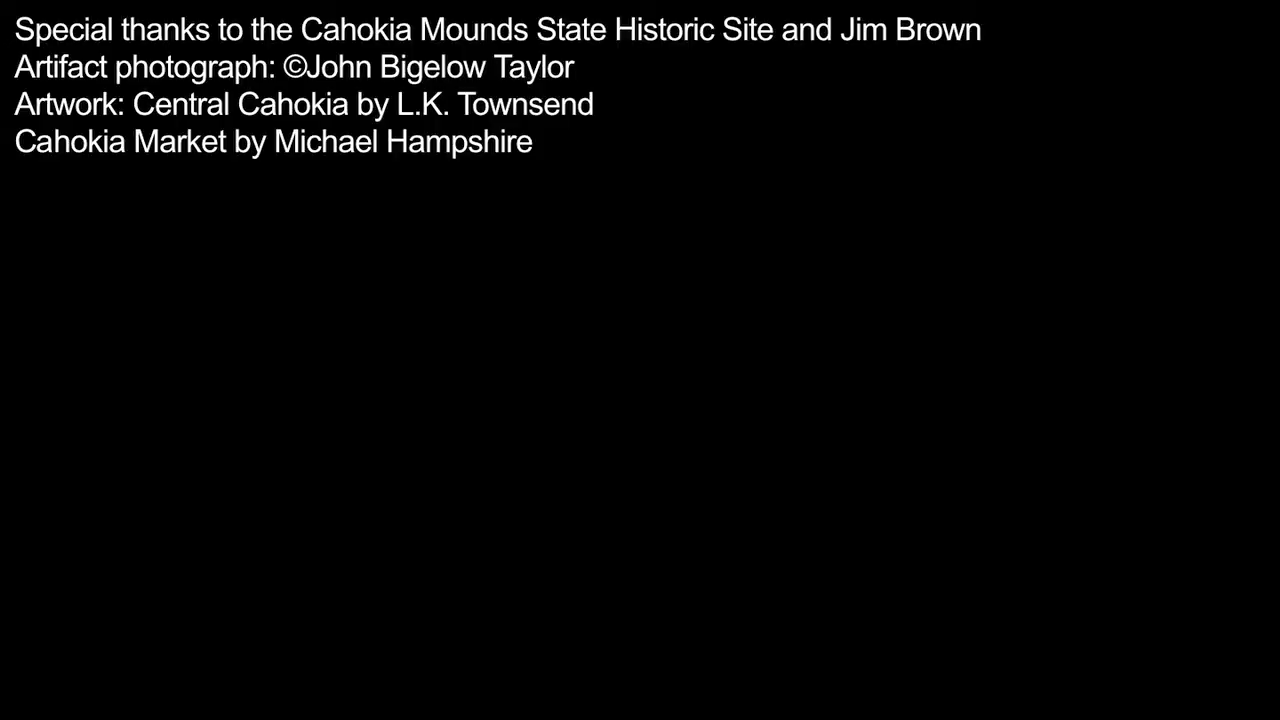 Special thanks to the Cahokia Mounds State Historic Site and Jim Brown
Artifact photograph: ©John Bigelow Taylor
Artwork: Central Cahokia by L.K. Townsend
Cahokia Market by Michael Hampshire